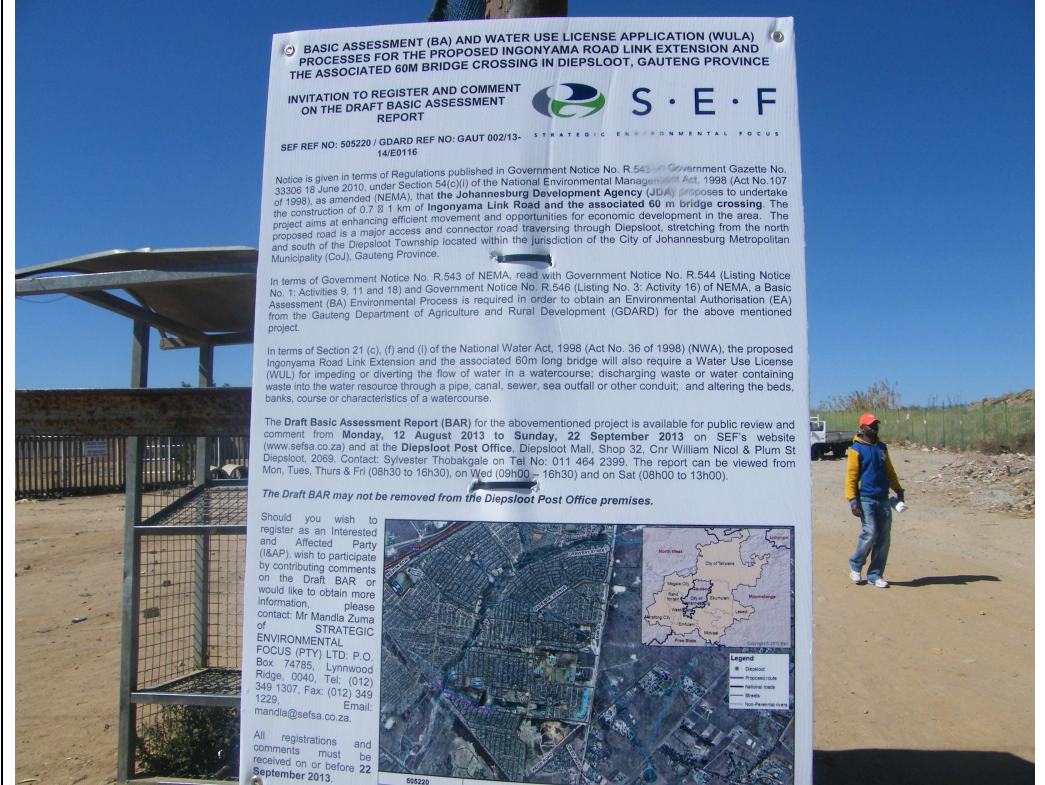 BASIC ASSESSMENT (BA) AND WATER USE LICENSE APPLICATION (WULA)
PROCESSES FOR THE PROPOSED INGONYAMA ROAD LINK EXTENSION AND
THE ASSOCIATED 60M BRIDGE CROSSING IN DIEPSLOOT, GAUTENG PROVINCE
INVITATION TO REGISTER AND COMMENT
ON THE DRAFT BASIC ASSESSMENT
REPORT
S·E·F
STRATEGIC ENVIRONMENTAL FOCUS
SEF REF NO: 505220 / GDARD REF NO: GAUT 002/13-
14/E0116
Notice is given in terms of Regulations published in Government Notice No. R.543 in Government Gazette No.
33306 18 June 2010, under Section 54(c)(i) of the National Environmental Management Act, 1998 (Act No.107
of 1998), as amended (NEMA), that the Johannesburg Development Agency (JDA) proposes to undertake
the construction of 0.7 1 km of Ingonyama Link Road and the associated 60 m bridge crossing. The
project aims at enhancing efficient movement and opportunities for economic development in the area. The
proposed road is a major access and connector road traversing through Diepsloot, stretching from the north
and south of the Diepsloot Township located within the jurisdiction of the City of Johannesburg Metropolitan
Municipality (CoJ), Gauteng Province.
In terms of Government Notice No. R.543 of NEMA, read with Government Notice No. R.544 (Listing Notice
No. 1: Activities 9, 11 and 18) and Government Notice No. R.546 (Listing No. 3: Activity 16) of NEMA, a Basic
Assessment (BA) Environmental Process is required in order to obtain an Environmental Authorisation (EA)
from the Gauteng Department of Agriculture and Rural Development (GDARD) for the above mentioned
project.
In terms of Section 21 (c), (f) and (i) of the National Water Act, 1998 (Act No. 36 of 1998) (NWA), the proposed
Ingonyama Road Link Extension and the associated 60m long bridge will also require a Water Use License
(WUL) for impeding or diverting the flow of water in a watercourse; discharging waste or water containing
waste into the water resource through a pipe, canal, sewer, sea outfall or other conduit; and altering the beds,
banks, course or characteristics of a watercourse.
The Draft Basic Assessment Report (BAR) for the abovementioned project is available for public review and
comment from Monday, 12 August 2013 to Sunday, 22 September 2013 on SEF's website
(www.sefsa.co.za) and at the Diepsloot Post Office, Diepsloot Mall, Shop 32, Cnr William Nicol & Plum St
Diepsloot, 2069. Contact: Sylvester Thobakgale on Tel No: 011 464 2399. The report can be viewed from
Mon, Tues, Thurs & Fri (08h30 to 16h30), on Wed (09h00 – 16h30) and on Sat (08h00 to 13h00).
The Draft BAR may not be removed from the Diepsloot Post Office premises.
Should you wish to
register as an Interested
and Affected Party
(I&AP), wish to participate
by contributing comments
on the Draft BAR or
would like to obtain more
information, please
contact: Mr Mandla Zuma
of STRATEGIC
ENVIRONMENTAL
FOCUS (PTY) LTD: P.O.
Box 74785, Lynnwood
Ridge, 0040, Tel: (012)
349 1307, Fax: (012) 349
1229, Email:
mandla@sefsa.co.za.
All registrations and
comments must be
received on or before 22
September 2013.
North West
Limpopo
City of Tshwane
Mogale City
Ekurhuleni
Mpumalanga
Lesedi
Emfuleni
Midvaal
Free State
Legend
Diepsloot
Proposed route
National roads
Streets
Non-Perennial rivers
505220